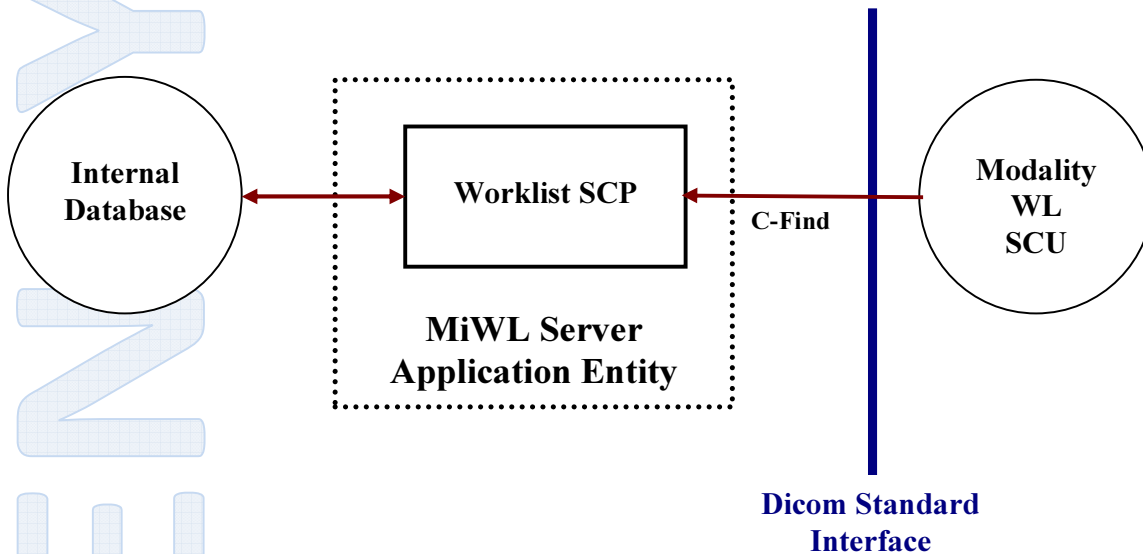 Internal
Database
Worklist SCP
C-Find
Modality
WL
SCU
MiWL Server
Application Entity
Dicom Standard
Interface